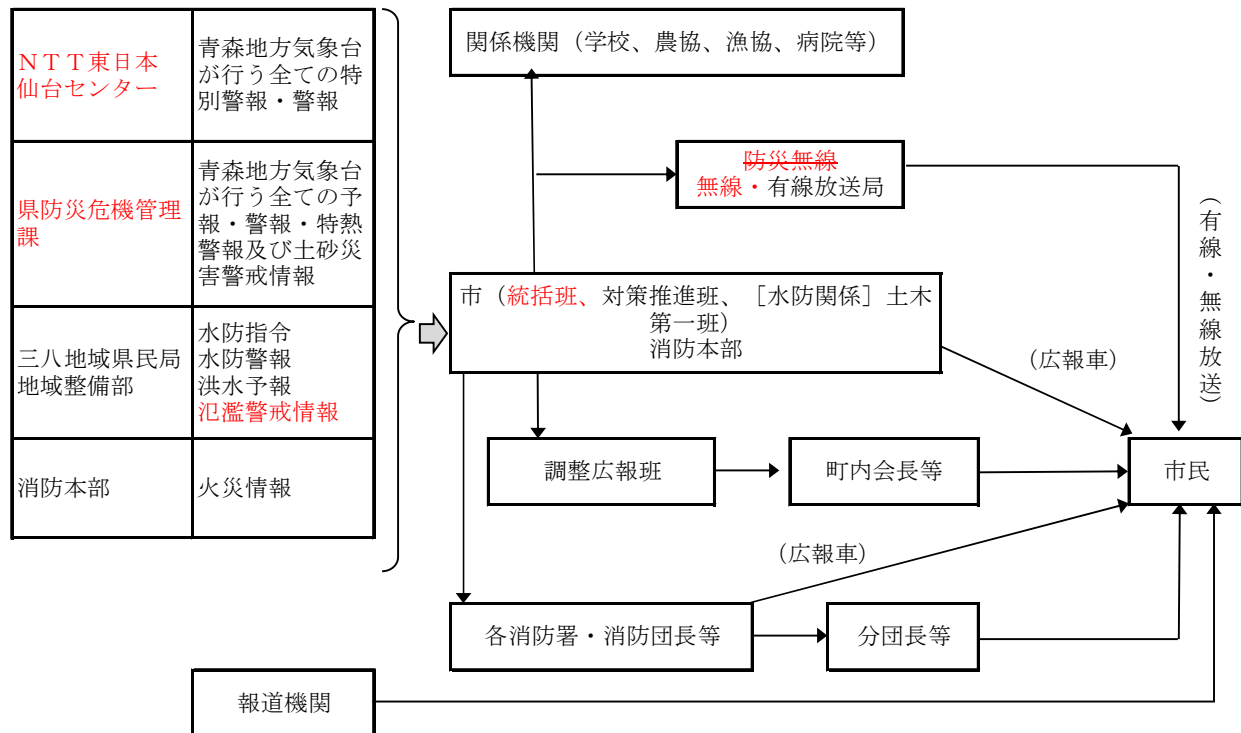 ＮＴＴ東日本
仙台センター
青森地方気象台
が行う全ての特
別警報・警報
県防災危機管理
課
青森地方気象台
が行う全ての予
報・警報・特熱
警報及び土砂災
害警戒情報
三八地域県民局
地域整備部
水防指令
水防警報
洪水予報
氾濫警戒情報
消防本部
火災情報
関係機関（学校、農協、漁協、病院等）
防災無線
無線・有線放送局
（有線・無線放送）
市（統括班、対策推進班、［水防関係］土木
第一班）
消防本部
（広報車）
調整広報班
町内会長等
市民
（広報車）
各消防署・消防団長等
分団長等
報道機関